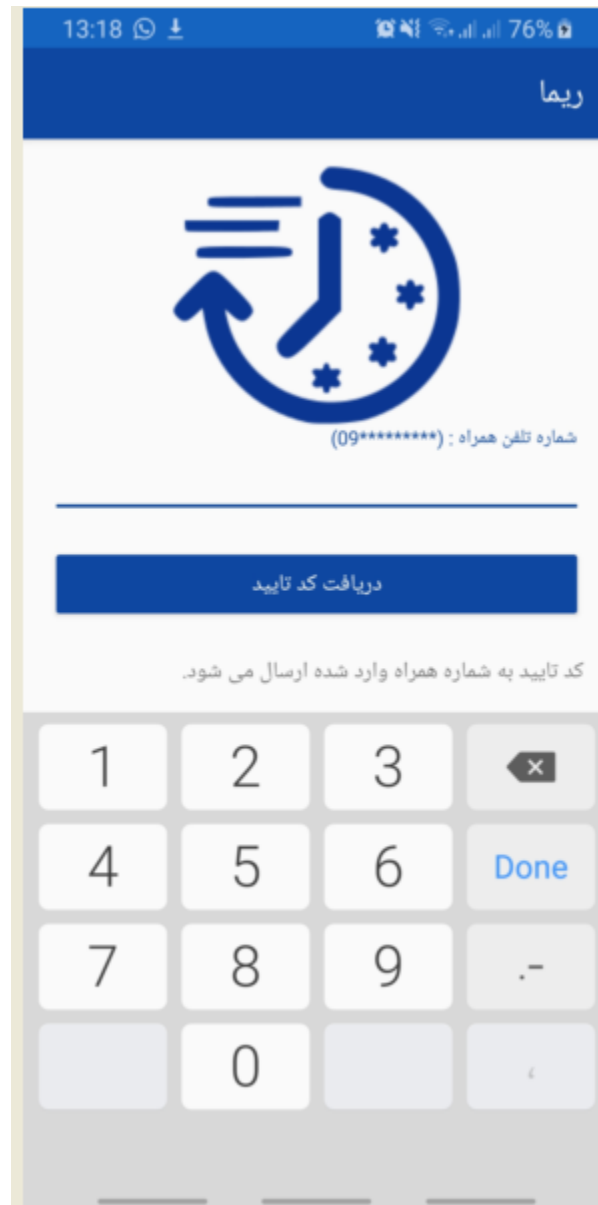 13:18 76%
ریما
شماره تلفن همراه : (09*********)
دریافت کد تایید
کد تایید به شماره همراه وارد شده ارسال می شود.
1 2 3
4 5 6 Done
7 8 9 .-
0 ،